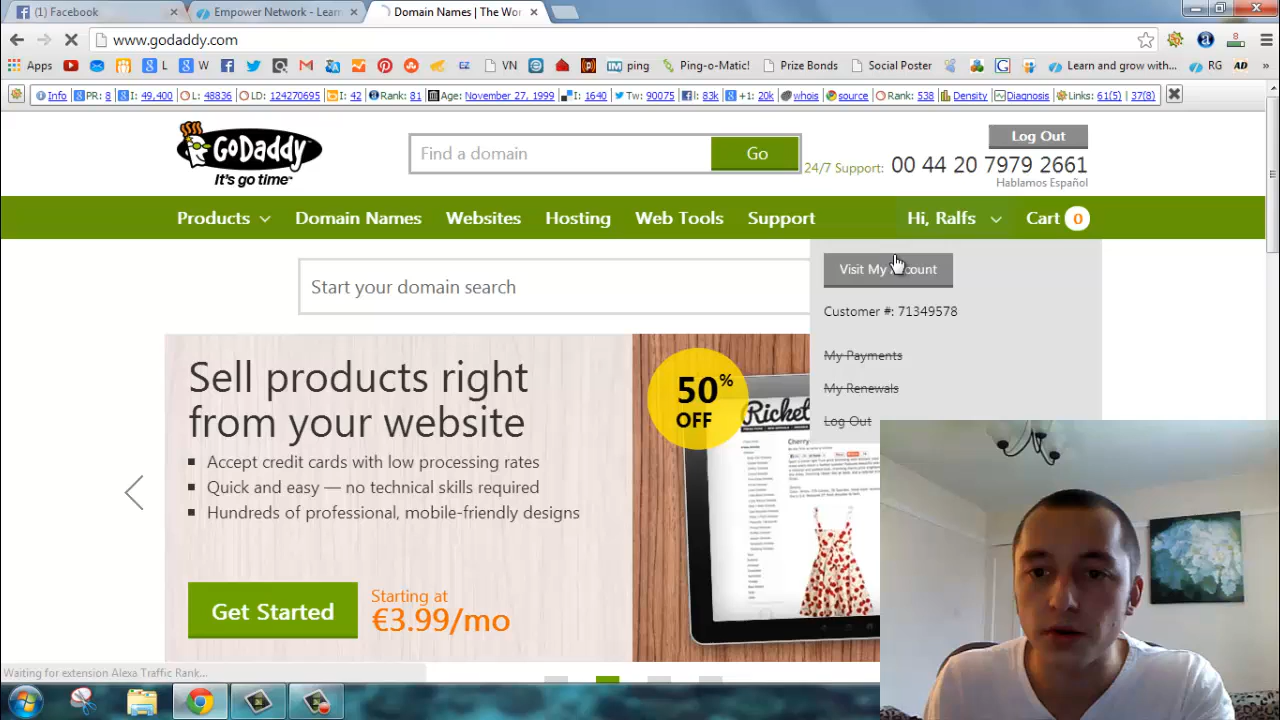 (1) Facebook
Empower Network - Lear
Domain Names | The Wor
www.godaddy.com
8
Apps
L
W
VN
ping
Ping-o-Matic!
Prize Bonds
Social Poster
Learn and grow with...
RG
AD
Info
PR: 8
I: 49,400
L: 48836
LD: 124270695
I: 42
Rank: 81
Age: November 27, 1999
I: 1640
Tw: 90075
l: 83k
+1: 20k
whois
source
Rank: 538
Density
Diagnosis
Links: 61(5) | 37(8)
GoDaddy
It's go time™
Find a domain
Go
Log Out
24/7 Support: 00 44 20 7979 2661
Hablamos Español
Products
Domain Names
Websites
Hosting
Web Tools
Support
Hi, Ralfs
Cart 0
Start your domain search
Visit My Account
Customer #: 71349578
My Payments
My Renewals
Log Out
Sell products right
from your website
Accept credit cards with low processing rates
Quick and easy — no technical skills required
Hundreds of professional, mobile-friendly designs
50%
OFF
Ricket
Cherry
Get Started
Starting at
€3.99/mo
Waiting for extension Alexa Traffic Rank...